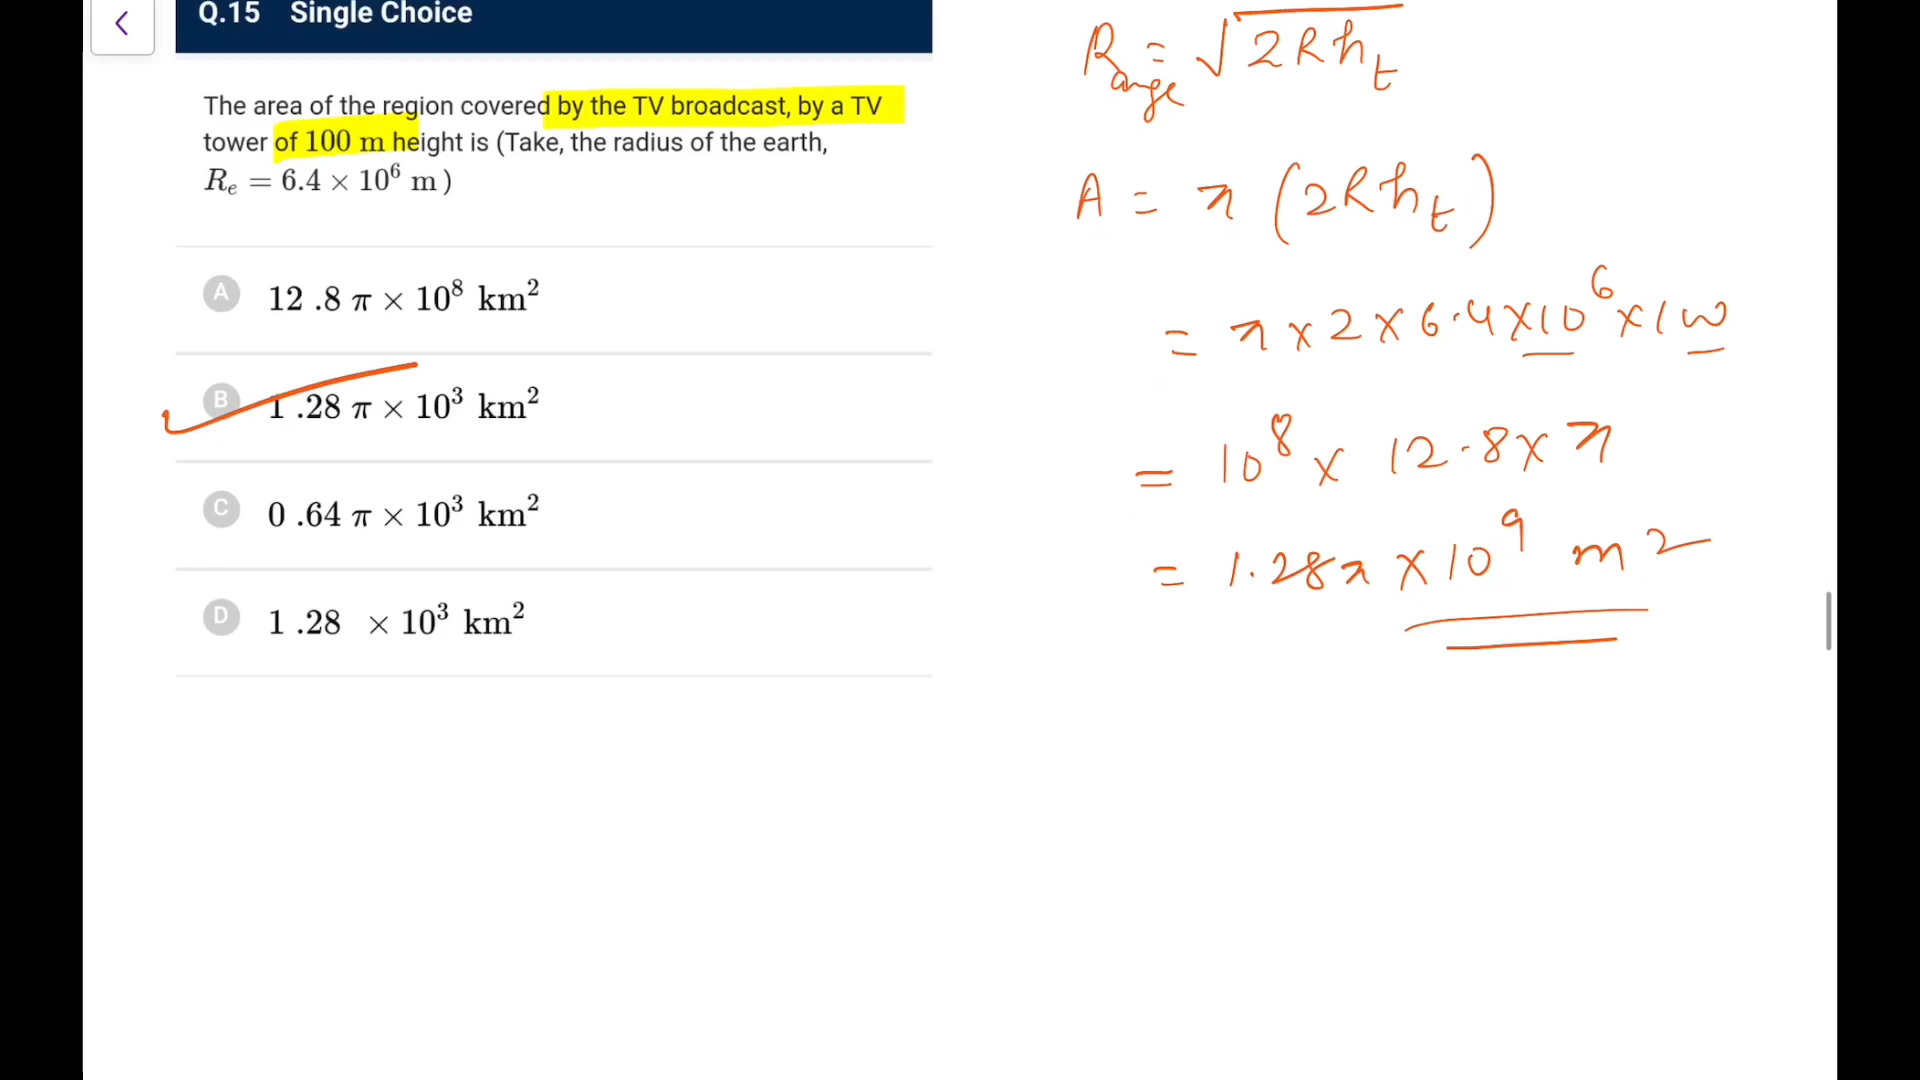 Q.15 Single Choice
The area of the region covered by the TV broadcast, by a TV
tower of 100 m height is (Take, the radius of the earth,
Rₑ = 6.4 × 10⁶ m )
A 12 .8 π × 10⁸ km²
B 1 .28 π × 10³ km²
C 0 .64 π × 10³ km²
D 1 .28 × 10³ km²
Range = √2Rhₜ
A = π (2Rhₜ)
= π × 2 × 6.4 × 10⁶ × 100
= 10⁸ × 12.8 × π
= 1.28π × 10⁹ m²